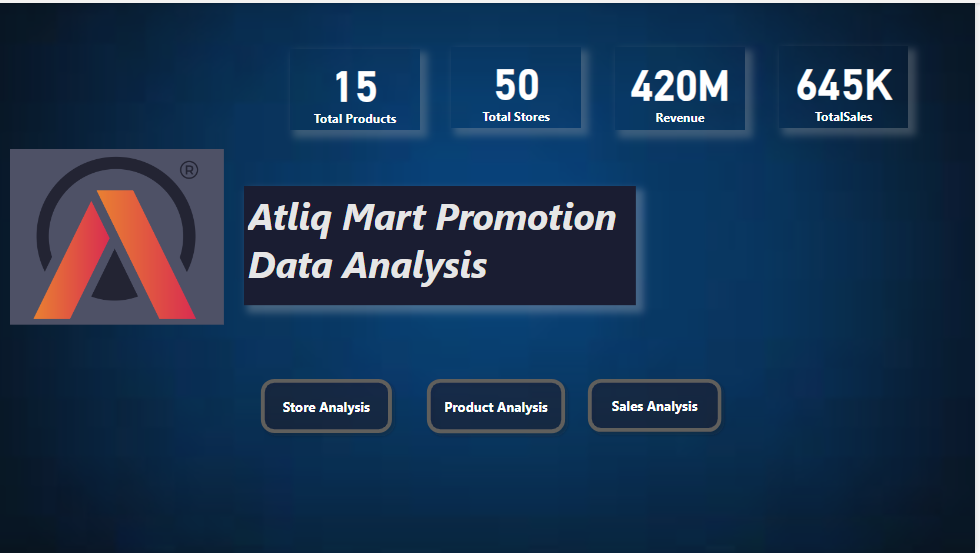 15
Total Products
50
Total Stores
420M
Revenue
645K
TotalSales
®
Atliq Mart Promotion
Data Analysis
Store Analysis
Product Analysis
Sales Analysis